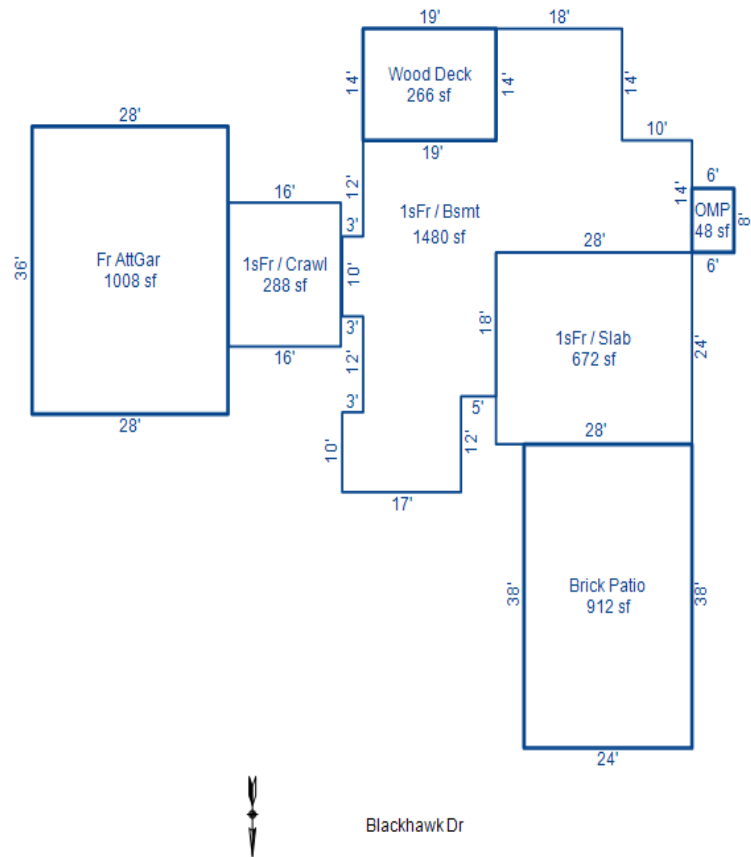 19'
18'
14'
Wood Deck
266 sf
14'
14'
28'
19'
10'
12'
14'
6'
16'
3'
1sFr / Bsmt
1480 sf
OMP
48 sf
8'
36'
Fr AttGar
1008 sf
1sFr / Crawl
288 sf
10'
28'
6'
3'
18'
1sFr / Slab
672 sf
24'
16'
12'
3'
5'
28'
28'
10'
12'
17'
38'
Brick Patio
912 sf
38'
24'
Blackhawk Dr